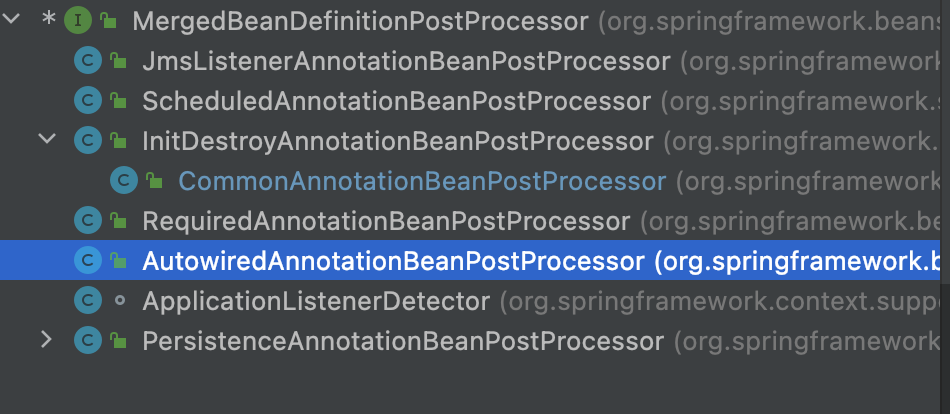 * I MergedBeanDefinitionPostProcessor (org.springframework.beans
C JmsListenerAnnotationBeanPostProcessor (org.springframework
C ScheduledAnnotationBeanPostProcessor (org.springframework.s
C InitDestroyAnnotationBeanPostProcessor (org.springframework.
C CommonAnnotationBeanPostProcessor (org.springframework
C RequiredAnnotationBeanPostProcessor (org.springframework.be
C AutowiredAnnotationBeanPostProcessor (org.springframework.b
C ApplicationListenerDetector (org.springframework.context.supp
C PersistenceAnnotationBeanPostProcessor (org.springframework